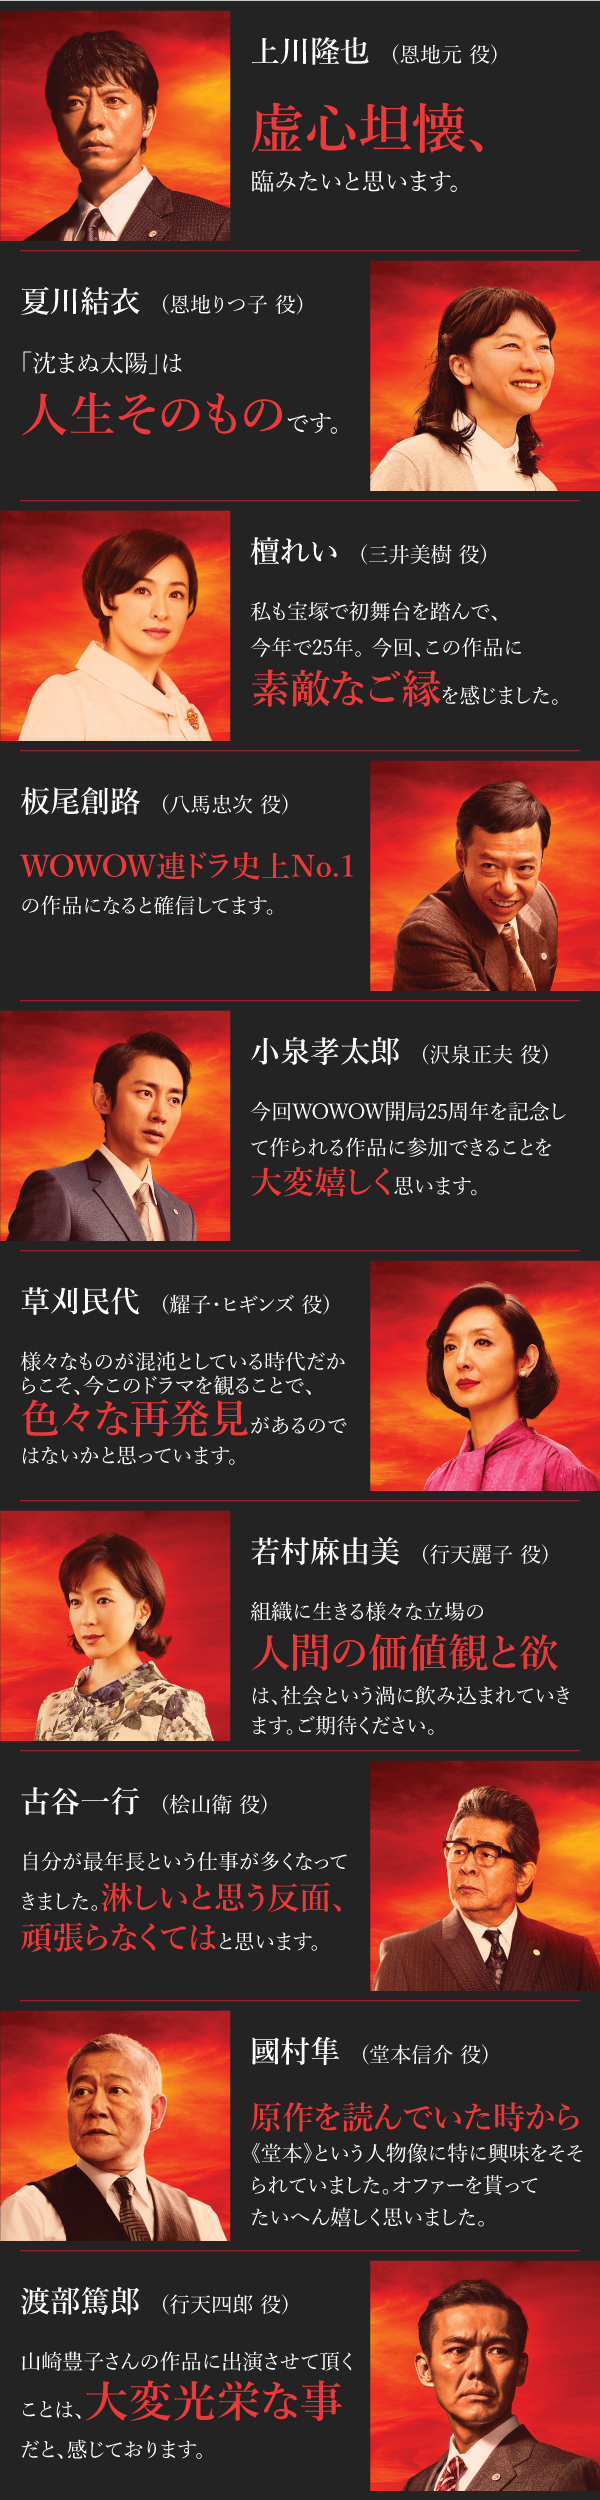 上川隆也 （恩地元 役）
虚心坦懐、
臨みたいと思います。
夏川結衣 （恩地りつ子 役）
「沈まぬ太陽」は
人生そのものです。
檀れい （三井美樹 役）
私も宝塚で初舞台を踏んで、
今年で25年。今回、この作品に
素敵なご縁を感じました。
板尾創路 （八馬忠次 役）
WOWOW連ドラ史上No.1
の作品になると確信してます。
小泉孝太郎 （沢泉正夫 役）
今回WOWOW開局25周年を記念し
て作られる作品に参加できることを
大変嬉しく思います。
草刈民代 （耀子・ヒギンズ 役）
様々なものが混沌としている時代だか
らこそ、今このドラマを観ることで、
色々な再発見があるので
はないかと思っています。
若村麻由美 （行天麗子 役）
組織に生きる様々な立場の
人間の価値観と欲
は、社会という渦に飲み込まれていき
ます。ご期待ください。
古谷一行 （桧山衛 役）
自分が最年長という仕事が多くなって
きました。淋しいと思う反面、
頑張らなくてはと思います。
國村隼 （堂本信介 役）
原作を読んでいた時から
《堂本》という人物像に特に興味をそそ
られていました。オファーを貰って
たいへん嬉しく思いました。
渡部篤郎 （行天四郎 役）
山崎豊子さんの作品に出演させて頂く
ことは、大変光栄な事
だと、感じております。